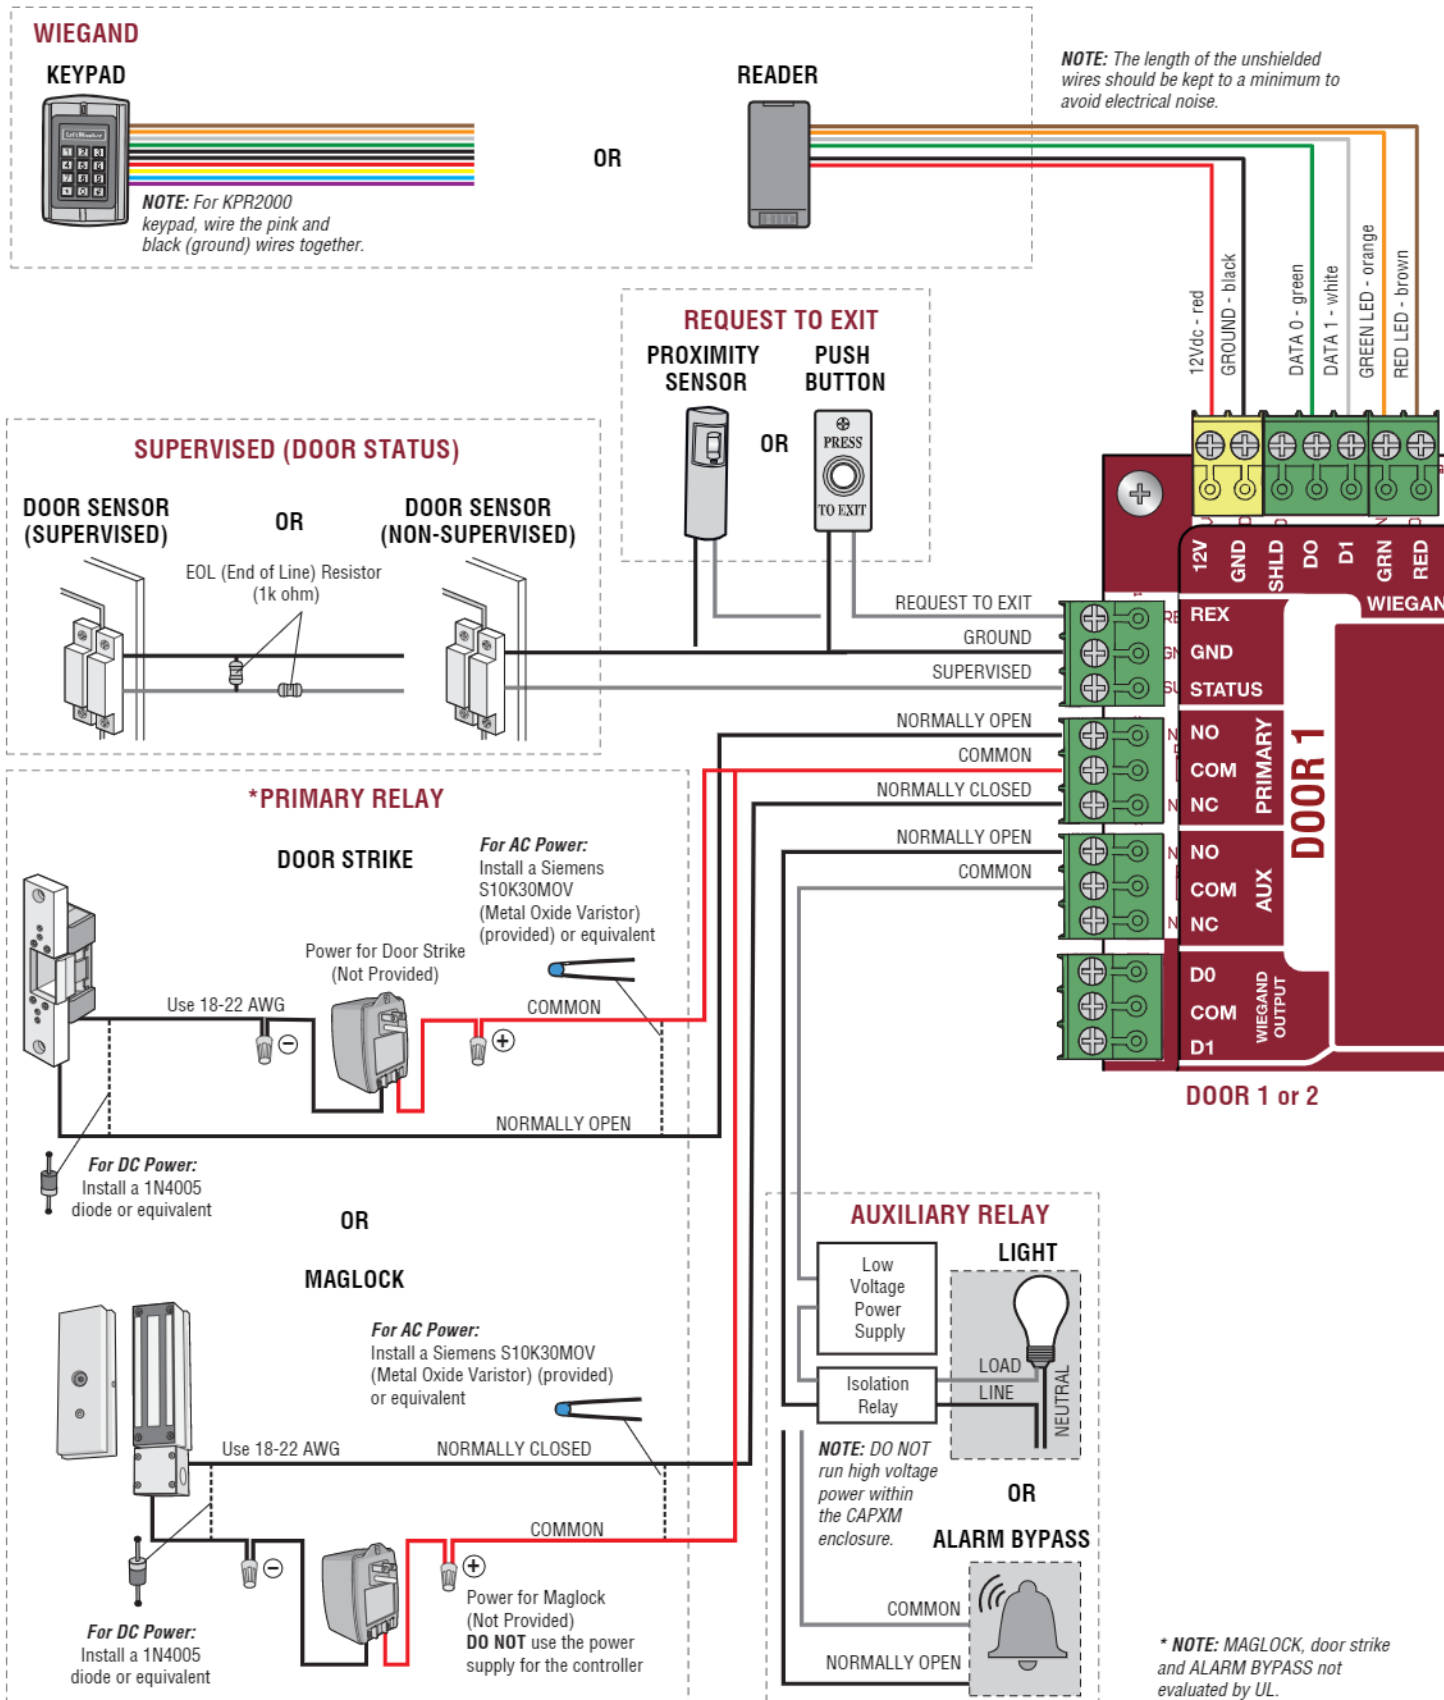 WIEGAND
KEYPAD
LiftMaster
1 2 3
4 5 6
7 8 9
* 0 #
NOTE: For KPR2000
keypad, wire the pink and
black (ground) wires together.
OR
READER
NOTE: The length of the unshielded
wires should be kept to a minimum to
avoid electrical noise.
12Vdc - red
GROUND - black
DATA 0 - green
DATA 1 - white
GREEN LED - orange
RED LED - brown
REQUEST TO EXIT
PROXIMITY
SENSOR
OR
PUSH
BUTTON
PRESS
TO EXIT
SUPERVISED (DOOR STATUS)
DOOR SENSOR
(SUPERVISED)
OR
DOOR SENSOR
(NON-SUPERVISED)
EOL (End of Line) Resistor
(1k ohm)
REQUEST TO EXIT
GROUND
SUPERVISED
NORMALLY OPEN
COMMON
NORMALLY CLOSED
NORMALLY OPEN
COMMON
12V
GND
SHLD
DO
D1
GRN
RED
WIEGAN
REX
GND
STATUS
NO
COM
NC
PRIMARY
NO
COM
NC
AUX
D0
COM
D1
WIEGAND
OUTPUT
DOOR 1
DOOR 1 or 2
*PRIMARY RELAY
DOOR STRIKE
For AC Power:
Install a Siemens
S10K30MOV
(Metal Oxide Varistor)
(provided) or equivalent
Power for Door Strike
(Not Provided)
Use 18-22 AWG
COMMON
NORMALLY OPEN
For DC Power:
Install a 1N4005
diode or equivalent
OR
MAGLOCK
For AC Power:
Install a Siemens S10K30MOV
(Metal Oxide Varistor) (provided)
or equivalent
Use 18-22 AWG
NORMALLY CLOSED
COMMON
For DC Power:
Install a 1N4005
diode or equivalent
Power for Maglock
(Not Provided)
DO NOT use the power
supply for the controller
AUXILIARY RELAY
LIGHT
Low
Voltage
Power
Supply
LOAD
LINE
NEUTRAL
Isolation
Relay
NOTE: DO NOT
run high voltage
power within
the CAPXM
enclosure.
OR
ALARM BYPASS
COMMON
NORMALLY OPEN
* NOTE: MAGLOCK, door strike
and ALARM BYPASS not
evaluated by UL.